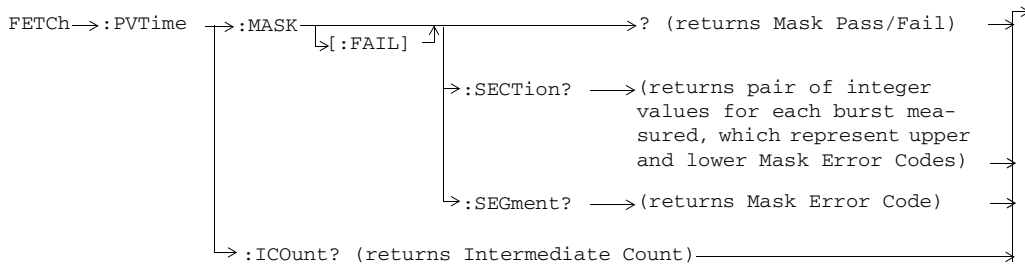 FETCh :PVTime :MASK ? (returns Mask Pass/Fail)
[:FAIL]
:SECTion? (returns pair of integer
values for each burst mea-
sured, which represent upper
and lower Mask Error Codes)
:SEGment? (returns Mask Error Code)
:ICOunt? (returns Intermediate Count)